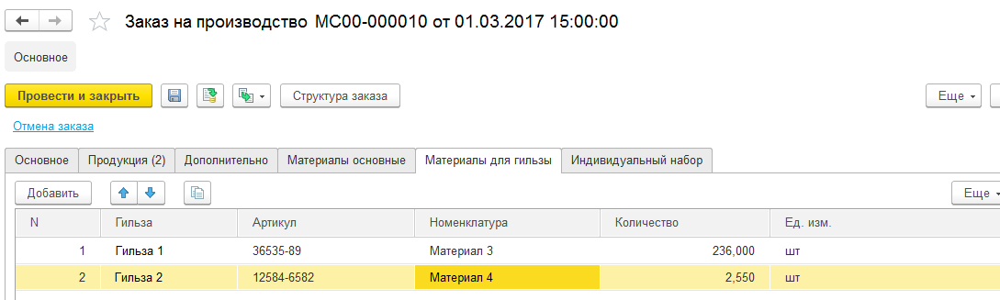 Заказ на производство МС00-000010 от 01.03.2017 15:00:00
Основное
Провести и закрыть Структура заказа Еще
Отмена заказа
Основное Продукция (2) Дополнительно Материалы основные Материалы для гильзы Индивидуальный набор
Добавить Еще
N Гильза Артикул Номенклатура Количество Ед. изм.
1 Гильза 1 36535-89 Материал 3 236,000 шт
2 Гильза 2 12584-6582 Материал 4 2,550 шт